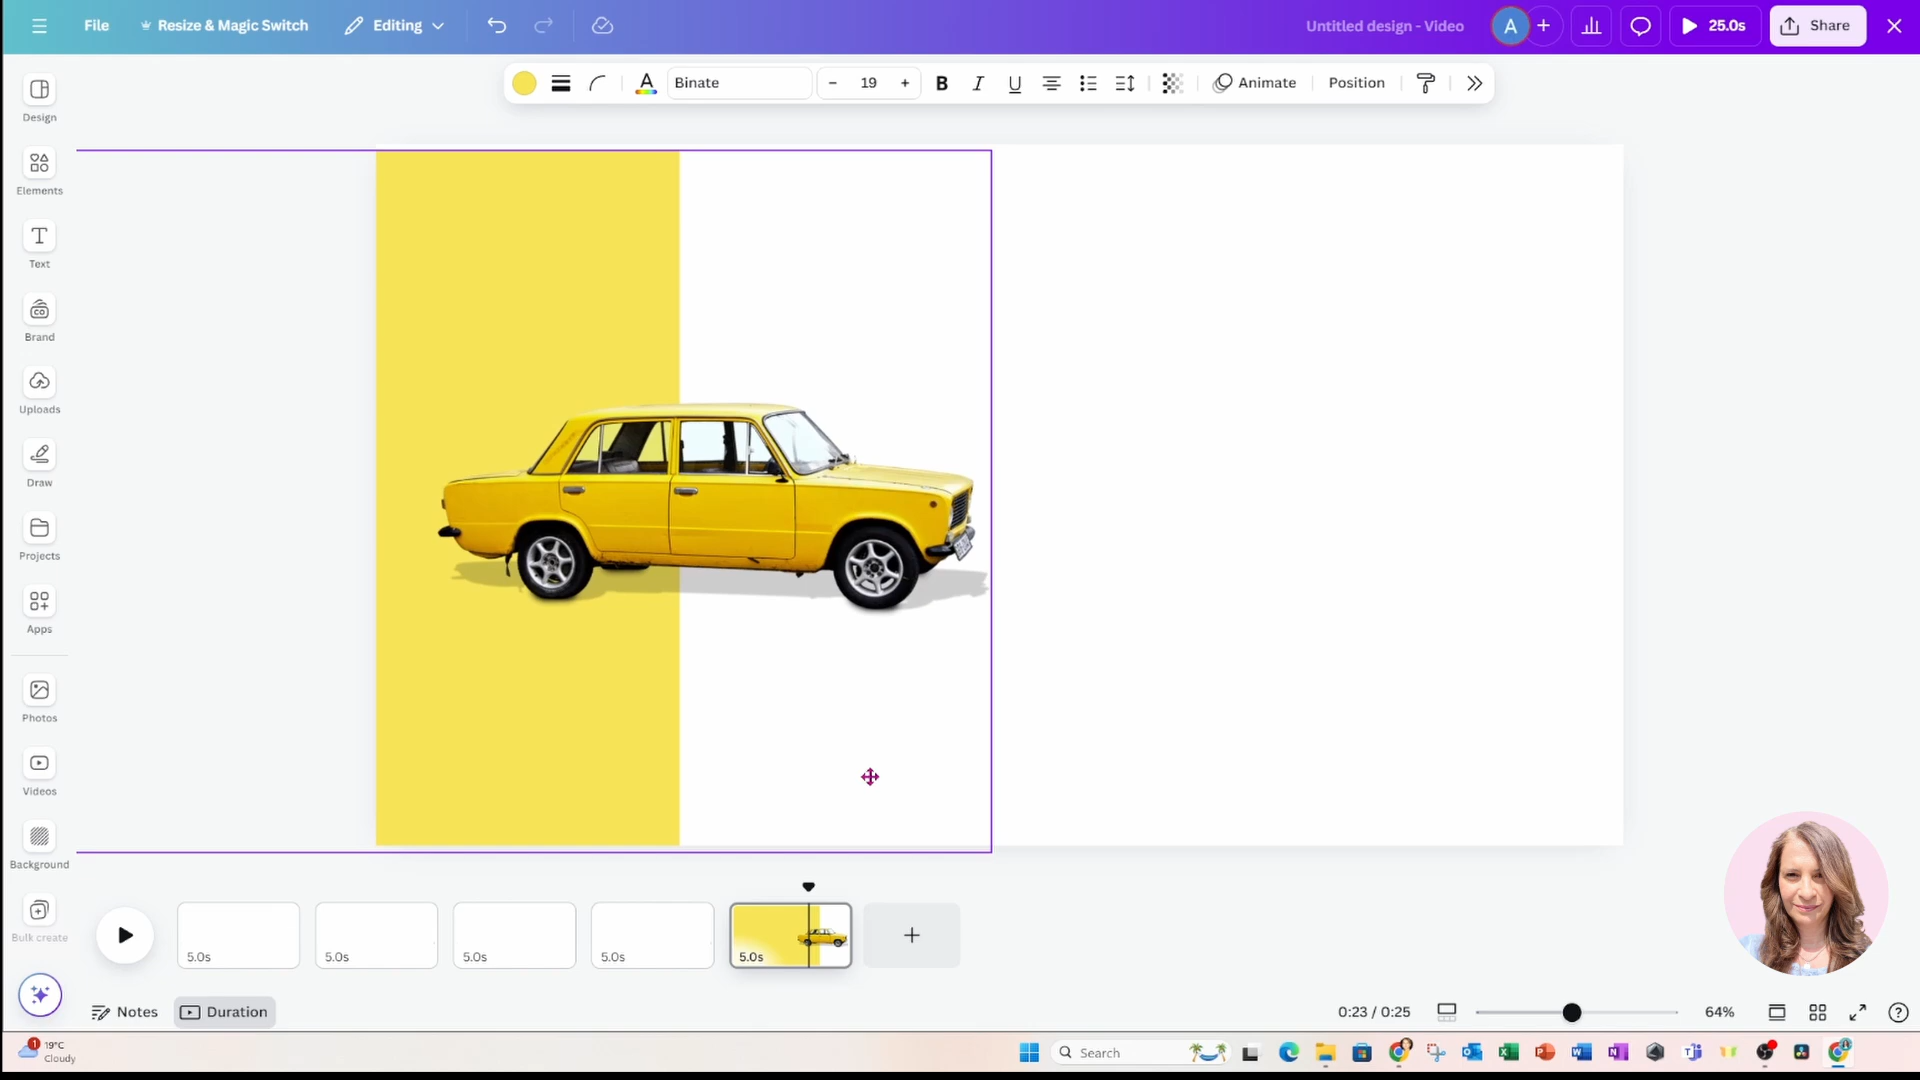 File Resize & Magic Switch Editing Untitled design - Video A 25.0s Share
Binate 19 B I U Animate Position
Design
Elements
Text
Brand
Uploads
Draw
Projects
Apps
Photos
Videos
Background
Bulk create
5.0s 5.0s 5.0s 5.0s 5.0s
Notes Duration 0:23 / 0:25 64%
1 19°C
Cloudy
Search